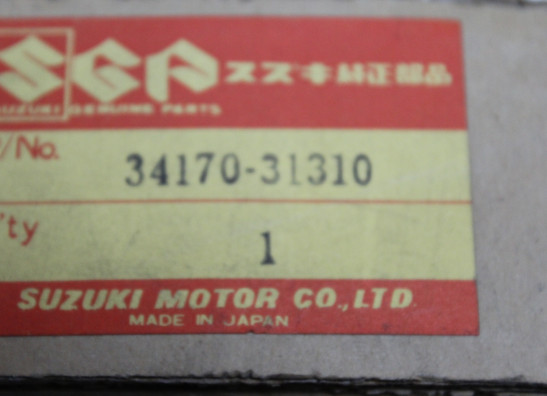 SGP スズキ純正部品
SUZUKI GENUINE PARTS
/No. 34170-31310
'ty 1
SUZUKI MOTOR CO.,LTD.
MADE IN JAPAN